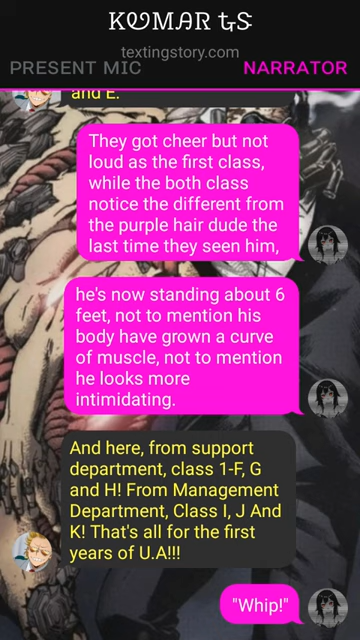 KᘎMAR ᎿS
textingstory.com
PRESENT MIC NARRATOR
and E.
They got cheer but not
loud as the first class,
while the both class
notice the different from
the purple hair dude the
last time they seen him,
he's now standing about 6
feet, not to mention his
body have grown a curve
of muscle, not to mention
he looks more
intimidating.
And here, from support
department, class 1-F, G
and H! From Management
Department, Class I, J And
K! That's all for the first
years of U.A!!!
"Whip!"